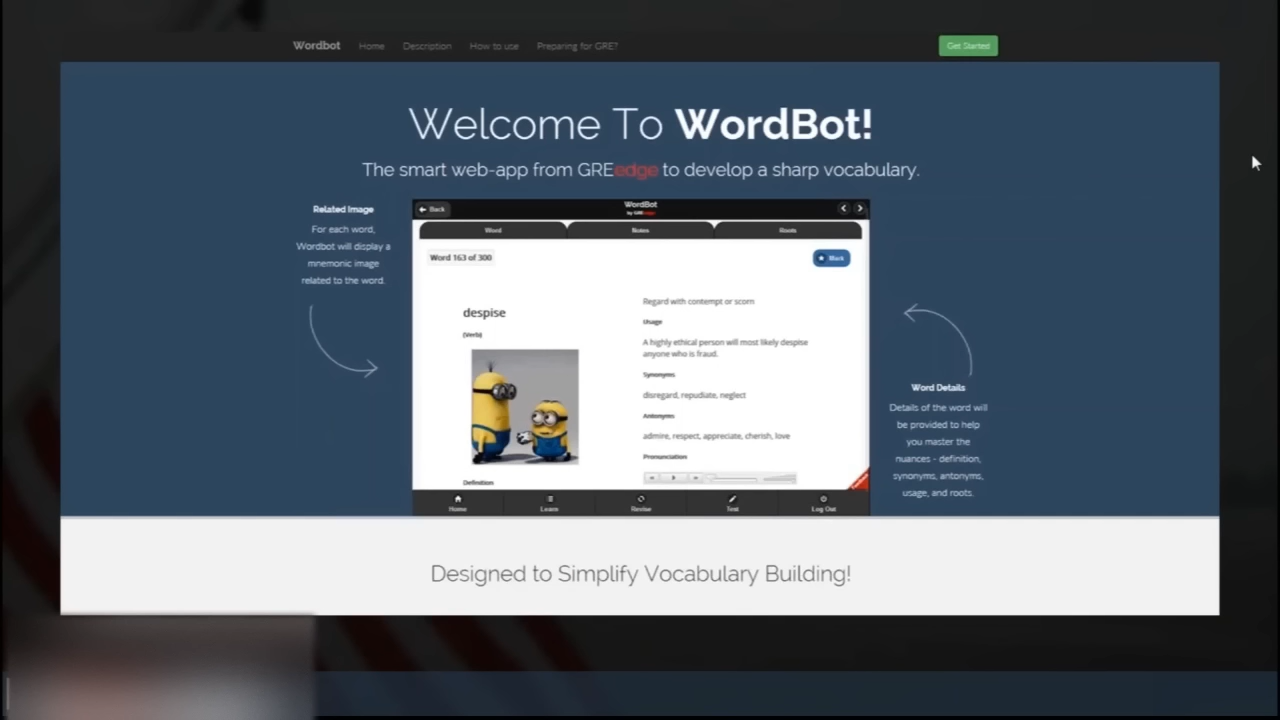 Wordbot Home Description How to use Preparing for GRE? Get Started
Welcome To WordBot!
The smart web-app from GREedge to develop a sharp vocabulary.
Related Image
For each word,
Wordbot will display a
mnemonic image
related to the word.
Back
WordBot
by GREedge
Word Notes Roots
Word 163 of 300
Mark
despise
(Verb)
Definition
Regard with contempt or scorn
Usage
A highly ethical person will most likely despise
anyone who is fraud.
Synonyms
disregard, repudiate, neglect
Antonyms
admire, respect, appreciate, cherish, love
Pronunciation
Home Learn Revise Test Log Out
Word Details
Details of the word will
be provided to help
you master the
nuances - definition,
synonyms, antonyms,
usage, and roots.
Designed to Simplify Vocabulary Building!